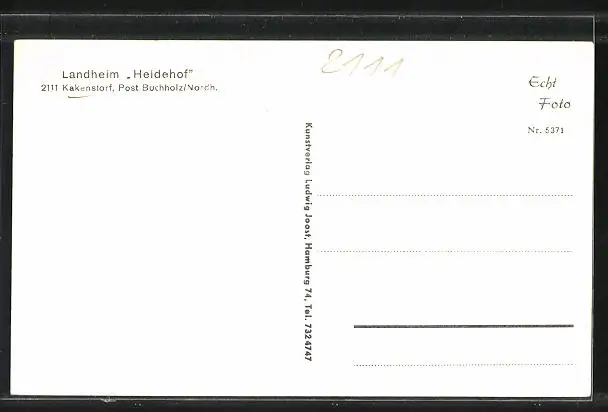 Landheim „Heidehof"
2111 Kakenstorf, Post Buchholz/Nordh.
2111
Echt
Foto
Nr. 5371
Kunstverlag Ludwig Joost, Hamburg 74, Tel. 7324747